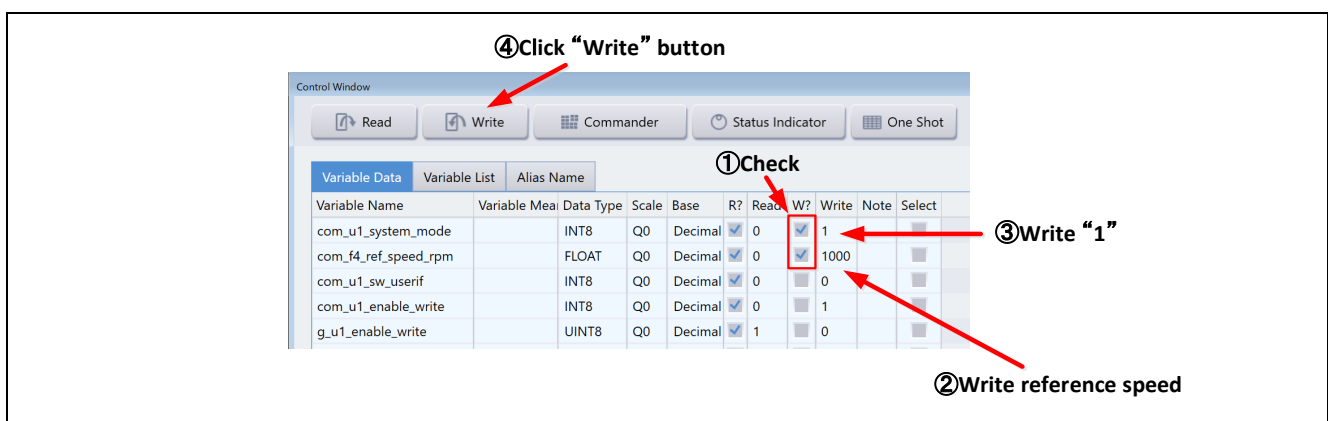 ④Click “Write” button
Control Window
Read Write Commander Status Indicator One Shot
①Check
Variable Data Variable List Alias Name
Variable Name Variable Mea Data Type Scale Base R? Read W? Write Note Select
com_u1_system_mode INT8 Q0 Decimal 0 1
③Write “1”
com_f4_ref_speed_rpm FLOAT Q0 Decimal 0 1000
com_u1_sw_userif INT8 Q0 Decimal 0 0
com_u1_enable_write INT8 Q0 Decimal 0 1
g_u1_enable_write UINT8 Q0 Decimal 1 0
②Write reference speed